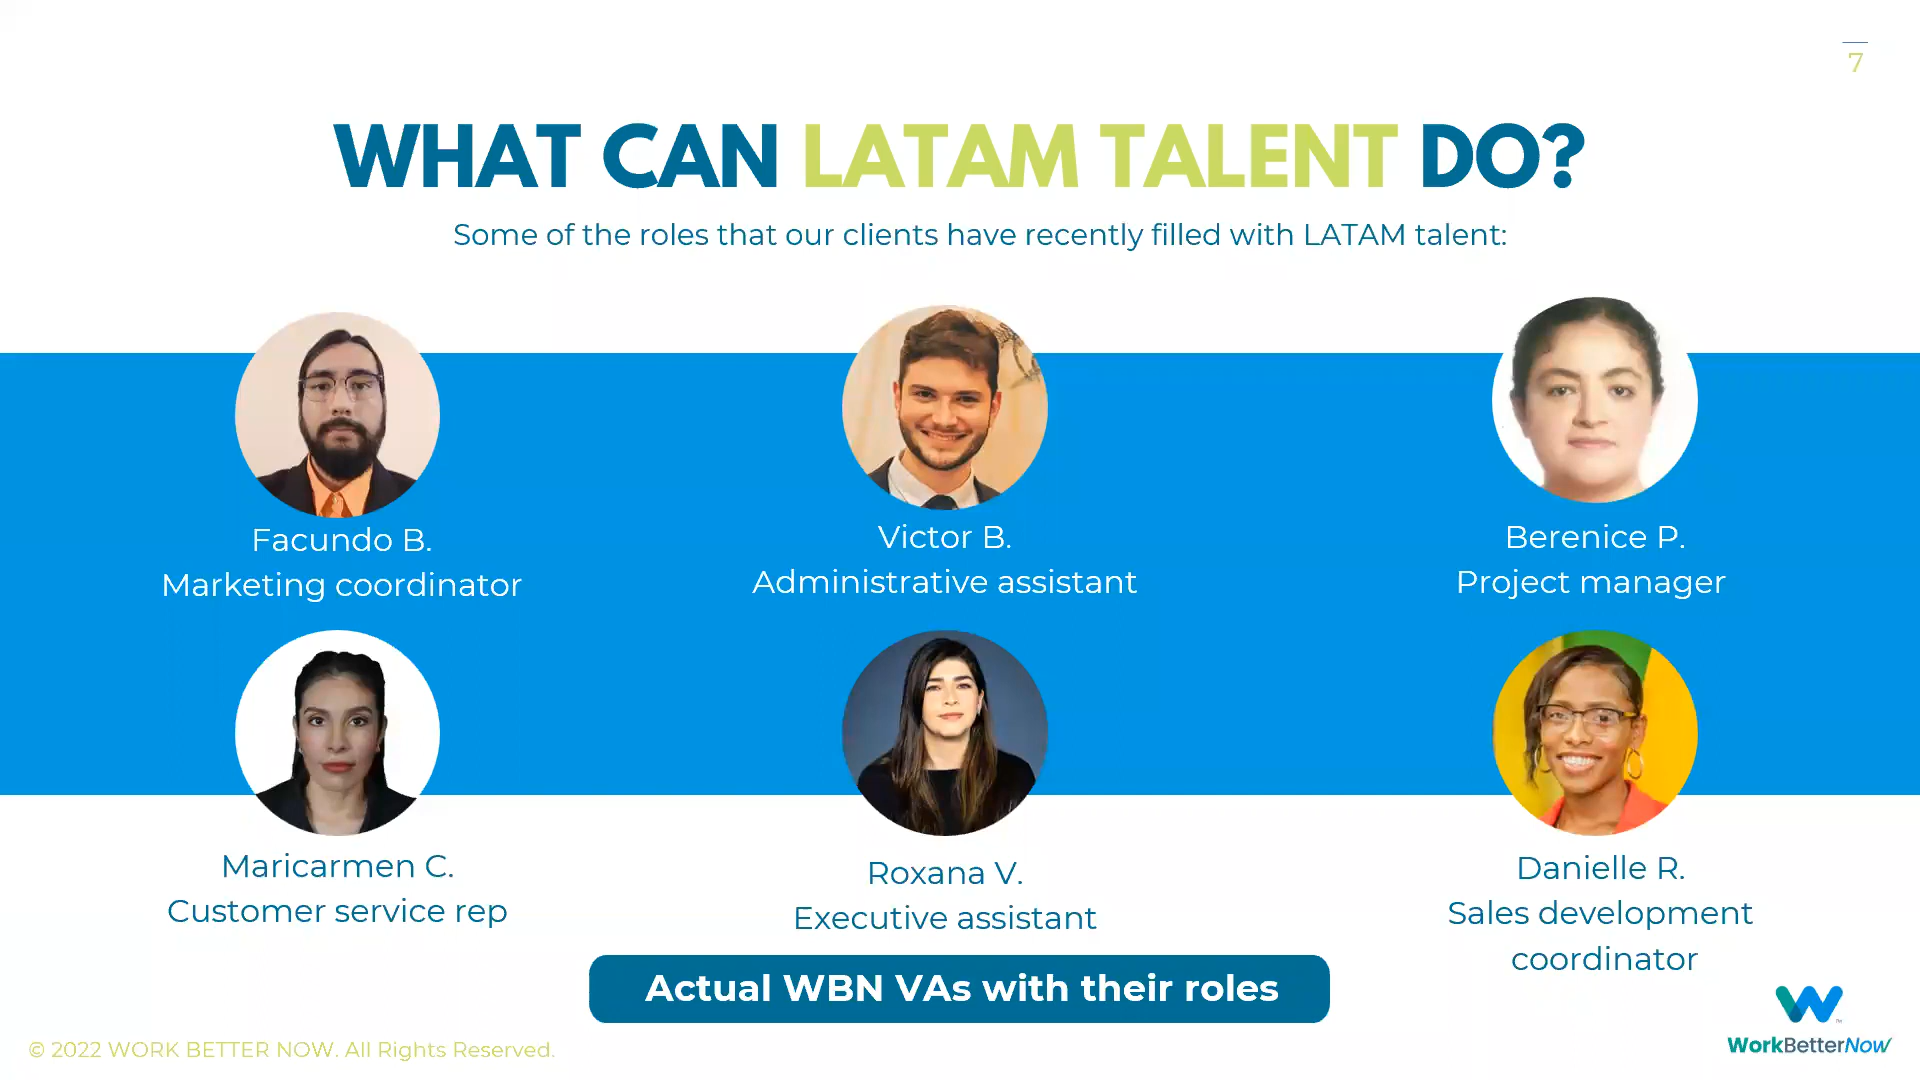 7
WHAT CAN LATAM TALENT DO?
Some of the roles that our clients have recently filled with LATAM talent:
Facundo B.
Marketing coordinator
Victor B.
Administrative assistant
Berenice P.
Project manager
Maricarmen C.
Customer service rep
Roxana V.
Executive assistant
Danielle R.
Sales development
coordinator
Actual WBN VAs with their roles
© 2022 WORK BETTER NOW. All Rights Reserved.
W™
WorkBetterNow